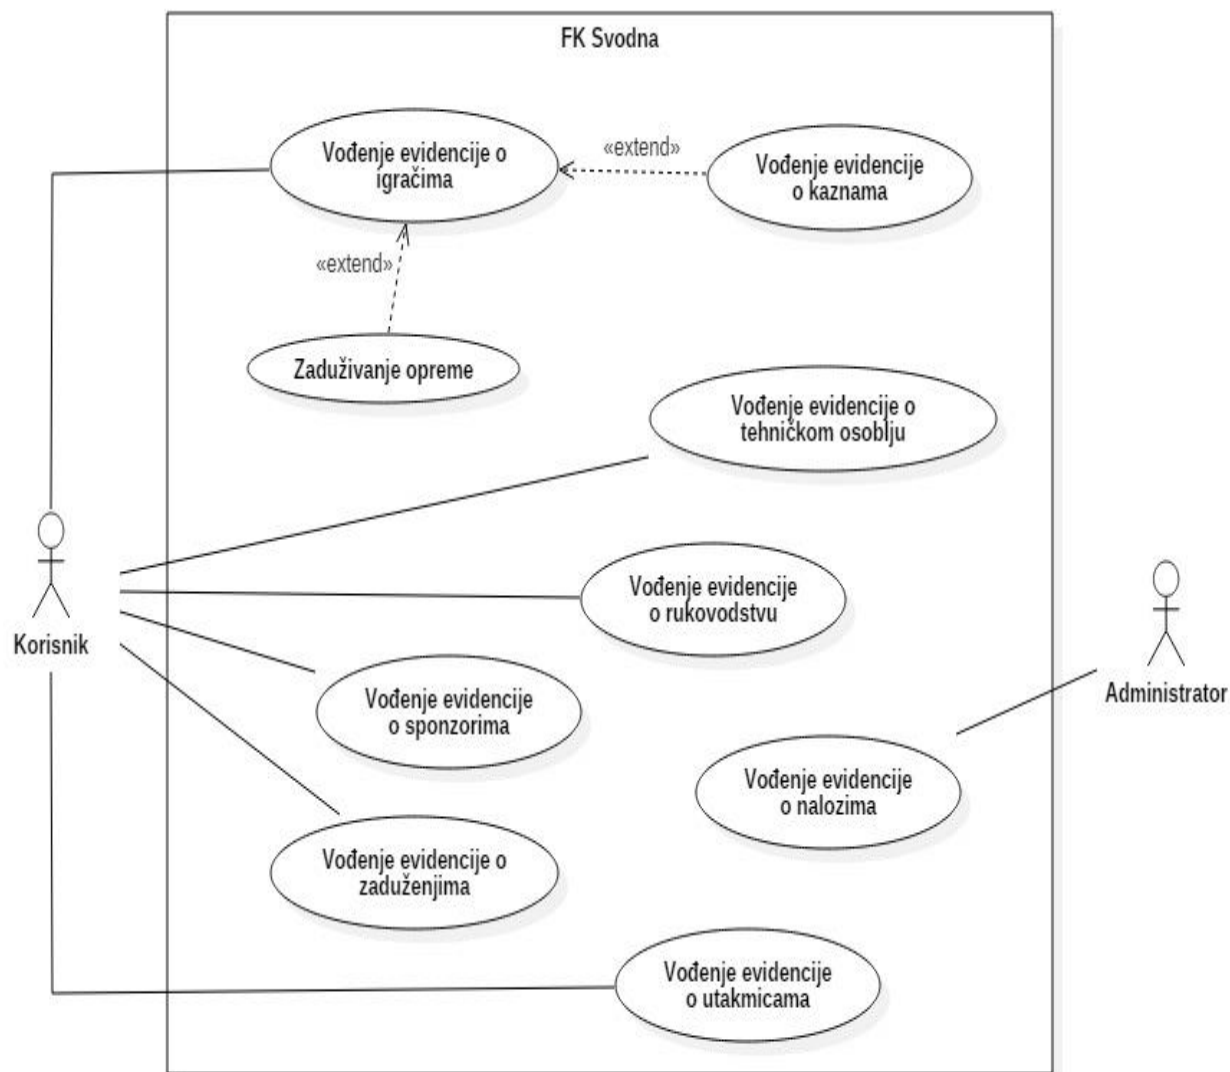 FK Svodna
Vođenje evidencije o
igračima
«extend»
Vođenje evidencije
o kaznama
«extend»
Zaduživanje opreme
Vođenje evidencije o
tehničkom osoblju
Korisnik
Vođenje evidencije
o rukovodstvu
Administrator
Vođenje evidencije
o sponzorima
Vođenje evidencije
o nalozima
Vođenje evidencije o
zaduženjima
Vođenje evidencije
o utakmicama